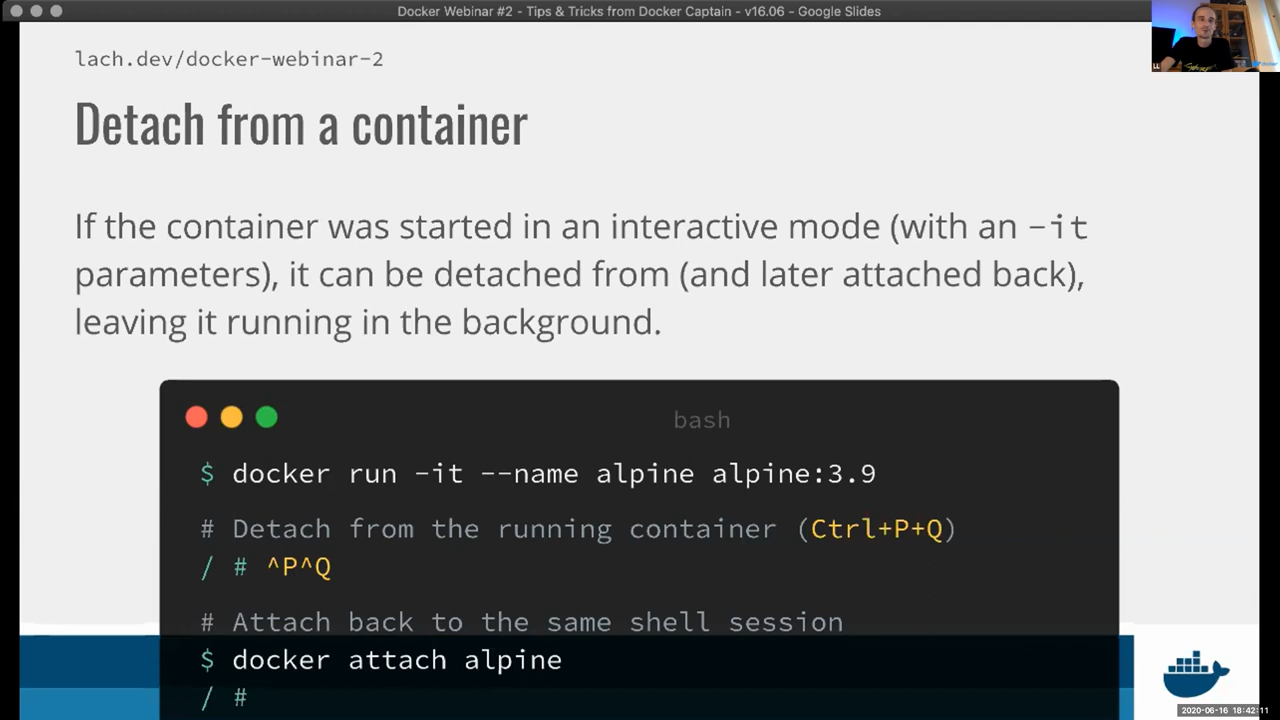 Docker Webinar #2 - Tips & Tricks from Docker Captain - v16.06 - Google Slides
lach.dev/docker-webinar-2
Detach from a container
If the container was started in an interactive mode (with an -it
parameters), it can be detached from (and later attached back),
leaving it running in the background.
bash
$ docker run -it --name alpine alpine:3.9
# Detach from the running container (Ctrl+P+Q)
/ # ^P^Q
# Attach back to the same shell session
$ docker attach alpine
/ #
2020-06-16 18:42:11